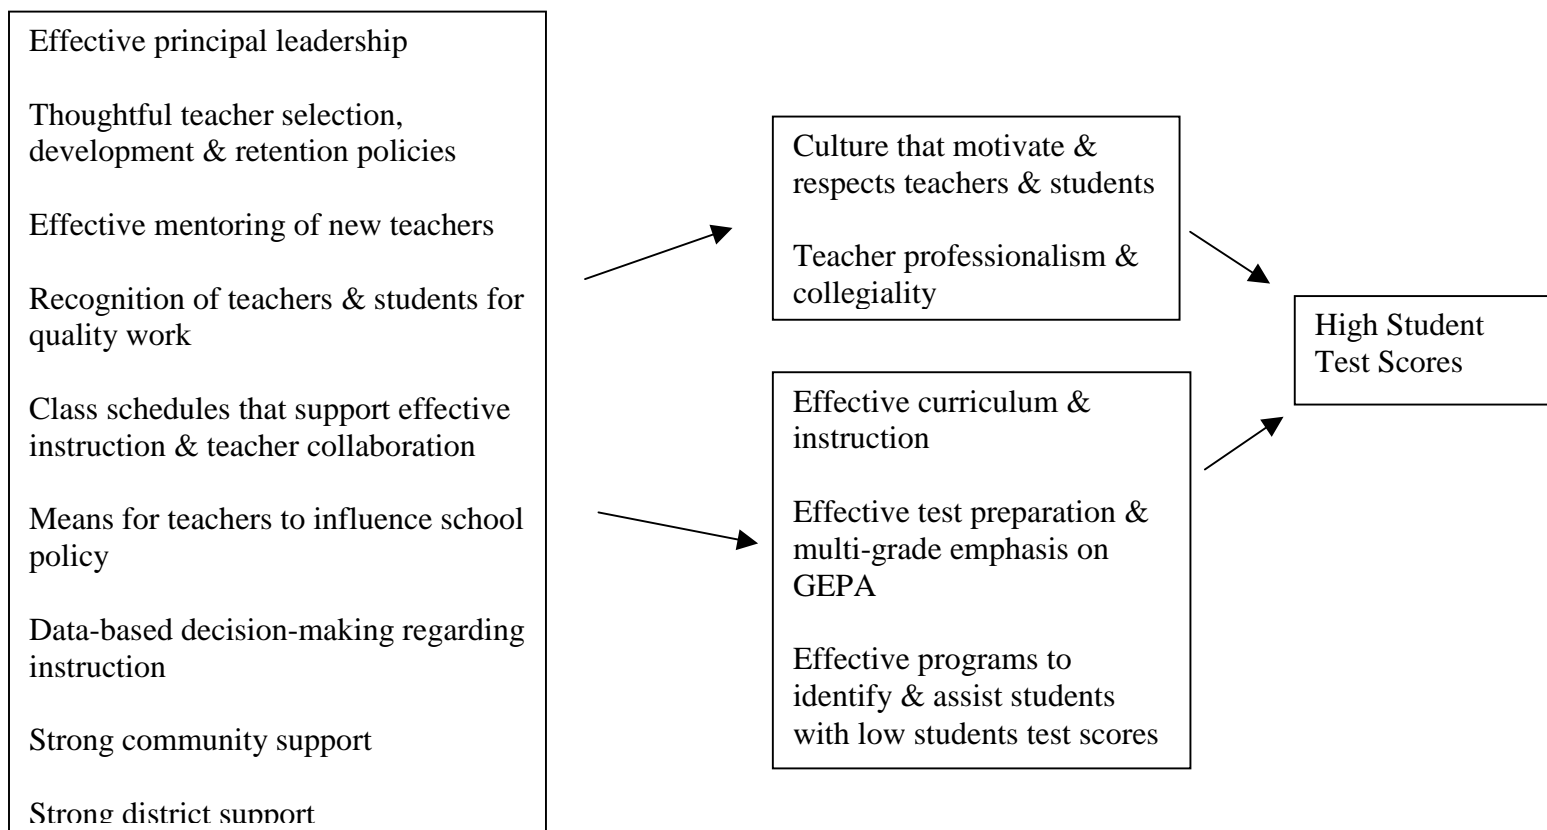 Effective principal leadership
Thoughtful teacher selection,
development & retention policies
Effective mentoring of new teachers
Recognition of teachers & students for
quality work
Class schedules that support effective
instruction & teacher collaboration
Means for teachers to influence school
policy
Data-based decision-making regarding
instruction
Strong community support
Strong district support
Culture that motivate &
respects teachers & students
Teacher professionalism &
collegiality
Effective curriculum &
instruction
Effective test preparation &
multi-grade emphasis on
GEPA
Effective programs to
identify & assist students
with low students test scores
High Student
Test Scores